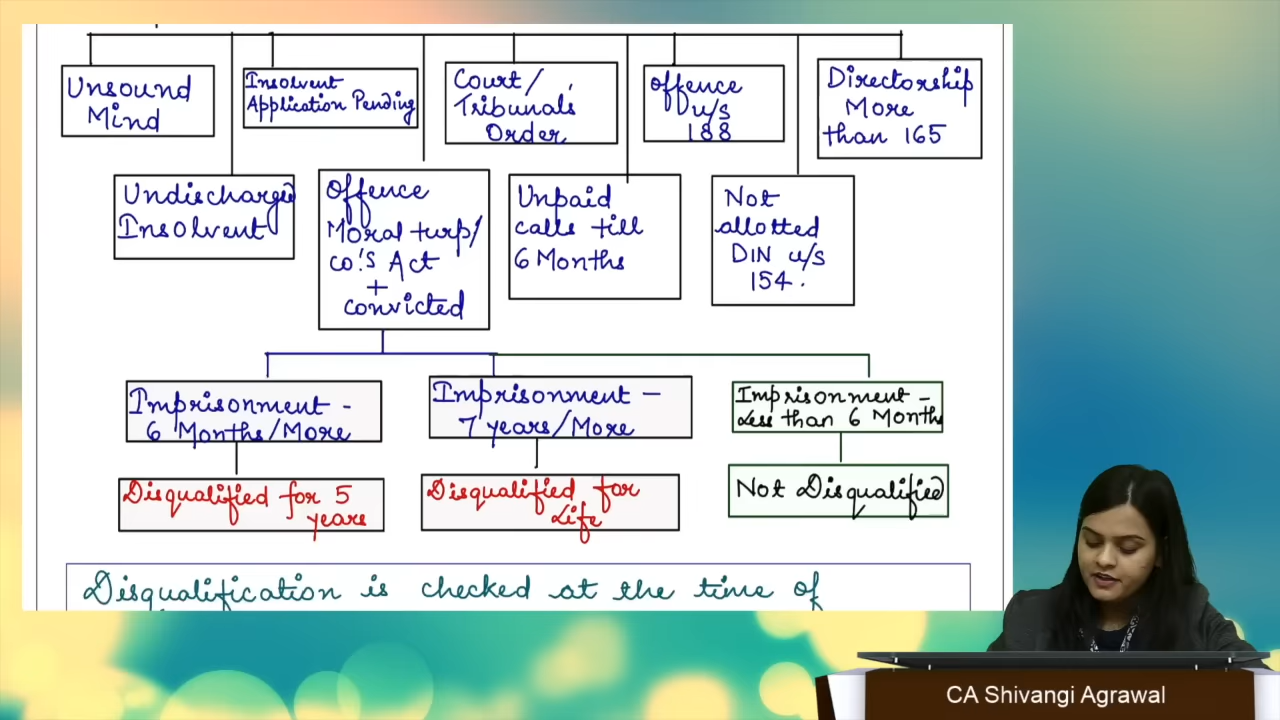 Unsound
Mind
Insolvent
Application Pending
Court/
Tribunal's
Order
Offence
u/s
188
Directorship
More
than 165
Undischarged
Insolvent
Offence
Moral turp/
co.'s Act
+
convicted
Unpaid
calls till
6 Months
Not
allotted
DIN u/s
154.
Imprisonment -
6 Months/More
Imprisonment -
7 years/More
Imprisonment -
Less than 6 Months
Disqualified for 5
years
Disqualified for
Life
Not Disqualified
Disqualification is checked at the time of
CA Shivangi Agrawal